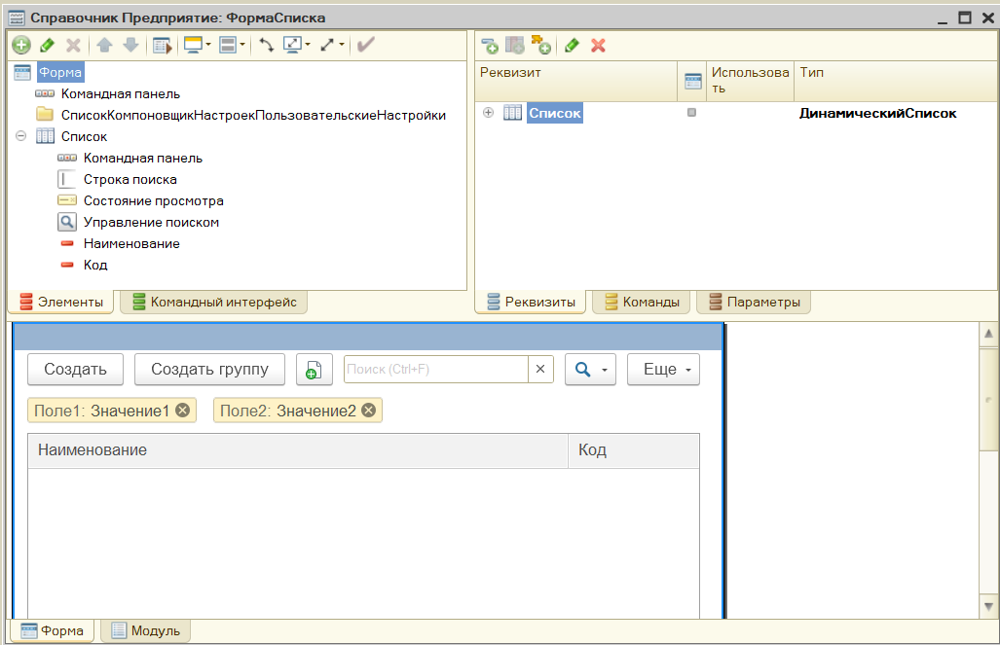 Справочник Предприятие: ФормаСписка
Форма
Командная панель
СписокКомпоновщикНастроекПользовательскиеНастройки
Список
Командная панель
Строка поиска
Состояние просмотра
Управление поиском
Наименование
Код
Элементы Командный интерфейс
Реквизит Использова
ть Тип
Список ДинамическийСписок
Реквизиты Команды Параметры
Создать Создать группу Поиск (Ctrl+F) Еще
Поле1: Значение1 Поле2: Значение2
Наименование Код
Форма Модуль